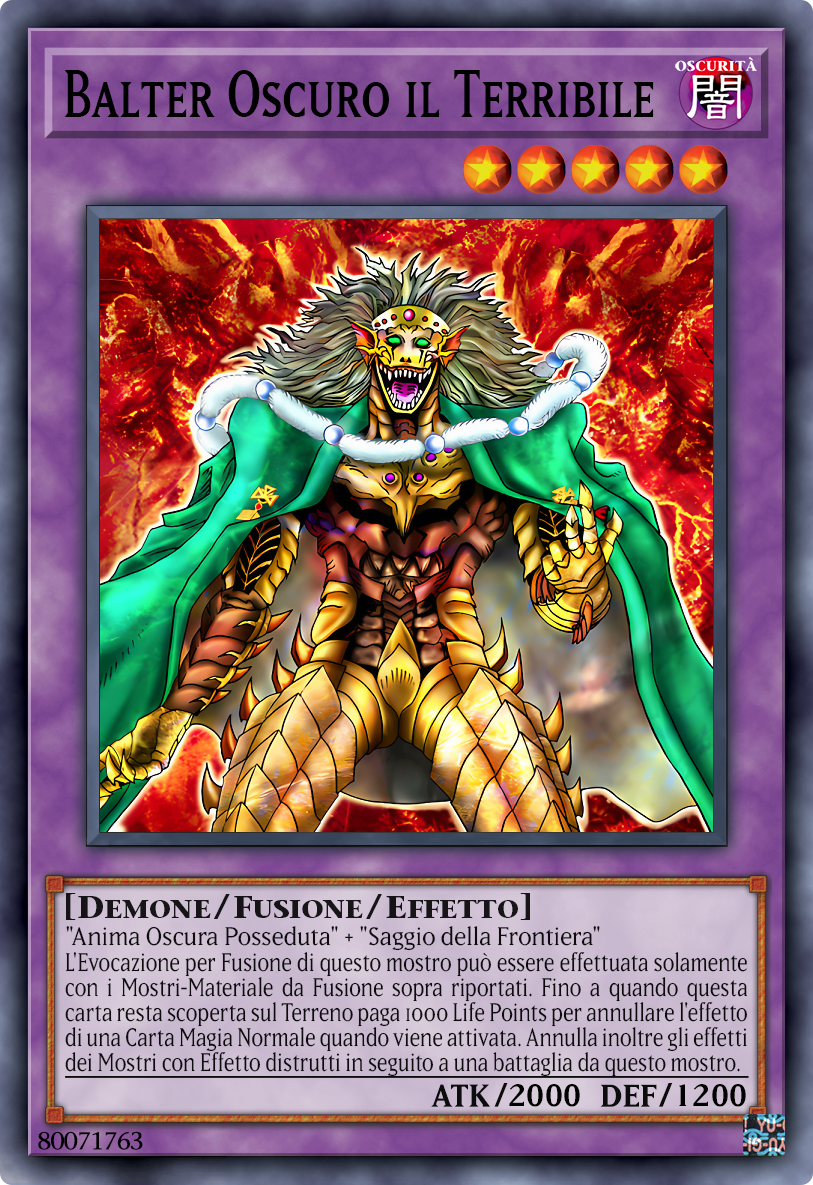 Balter Oscuro il Terribile
OSCURITÀ
闇
[Demone/Fusione/Effetto]
"Anima Oscura Posseduta" + "Saggio della Frontiera"
L'Evocazione per Fusione di questo mostro può essere effettuata solamente
con i Mostri-Materiale da Fusione sopra riportati. Fino a quando questa
carta resta scoperta sul Terreno paga 1000 Life Points per annullare l'effetto
di una Carta Magia Normale quando viene attivata. Annulla inoltre gli effetti
dei Mostri con Effetto distrutti in seguito a una battaglia da questo mostro.
ATK/2000 DEF/1200
80071763